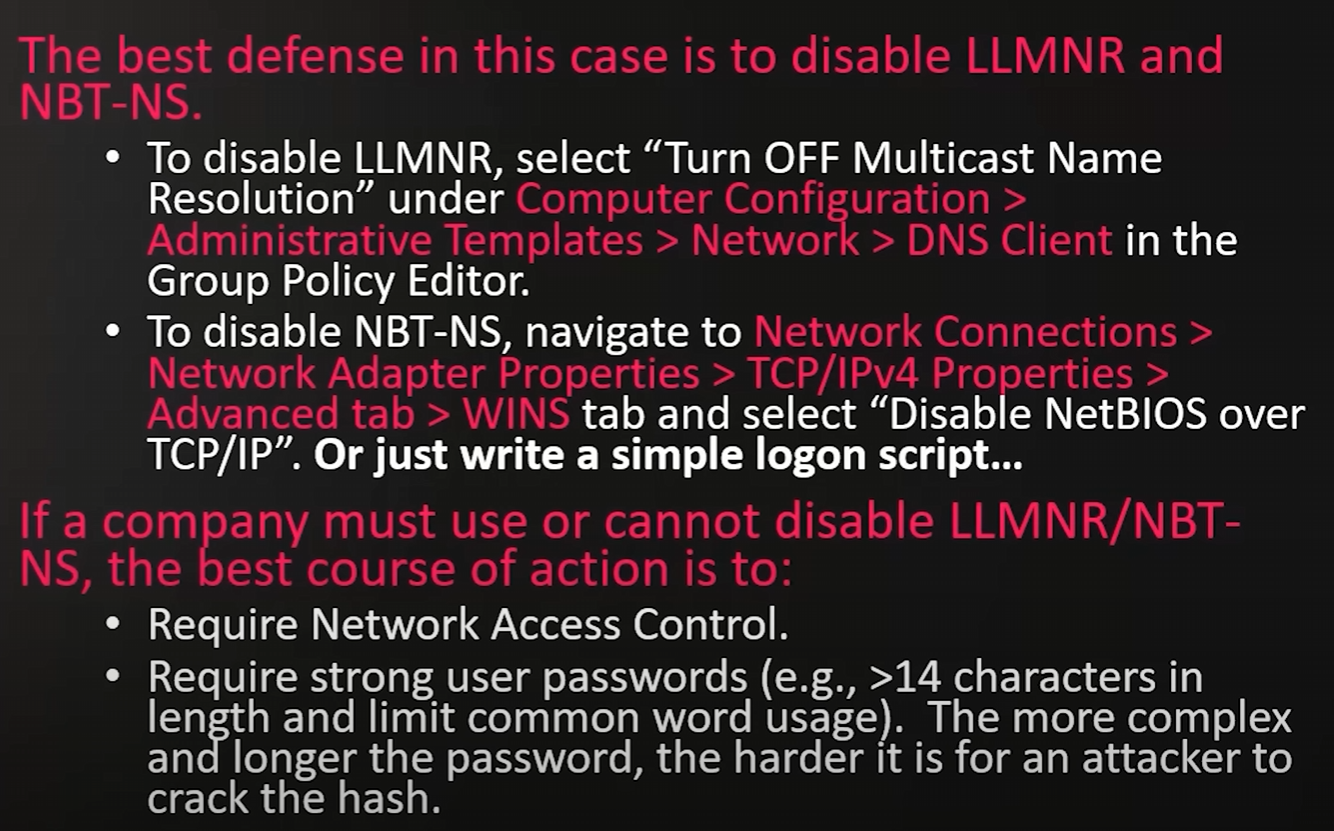 The best defense in this case is to disable LLMNR and
NBT-NS.
• To disable LLMNR, select “Turn OFF Multicast Name
Resolution” under Computer Configuration >
Administrative Templates > Network > DNS Client in the
Group Policy Editor.
• To disable NBT-NS, navigate to Network Connections >
Network Adapter Properties > TCP/IPv4 Properties >
Advanced tab > WINS tab and select “Disable NetBIOS over
TCP/IP”. Or just write a simple logon script…
If a company must use or cannot disable LLMNR/NBT-
NS, the best course of action is to:
• Require Network Access Control.
• Require strong user passwords (e.g., >14 characters in
length and limit common word usage).  The more complex
and longer the password, the harder it is for an attacker to
crack the hash.